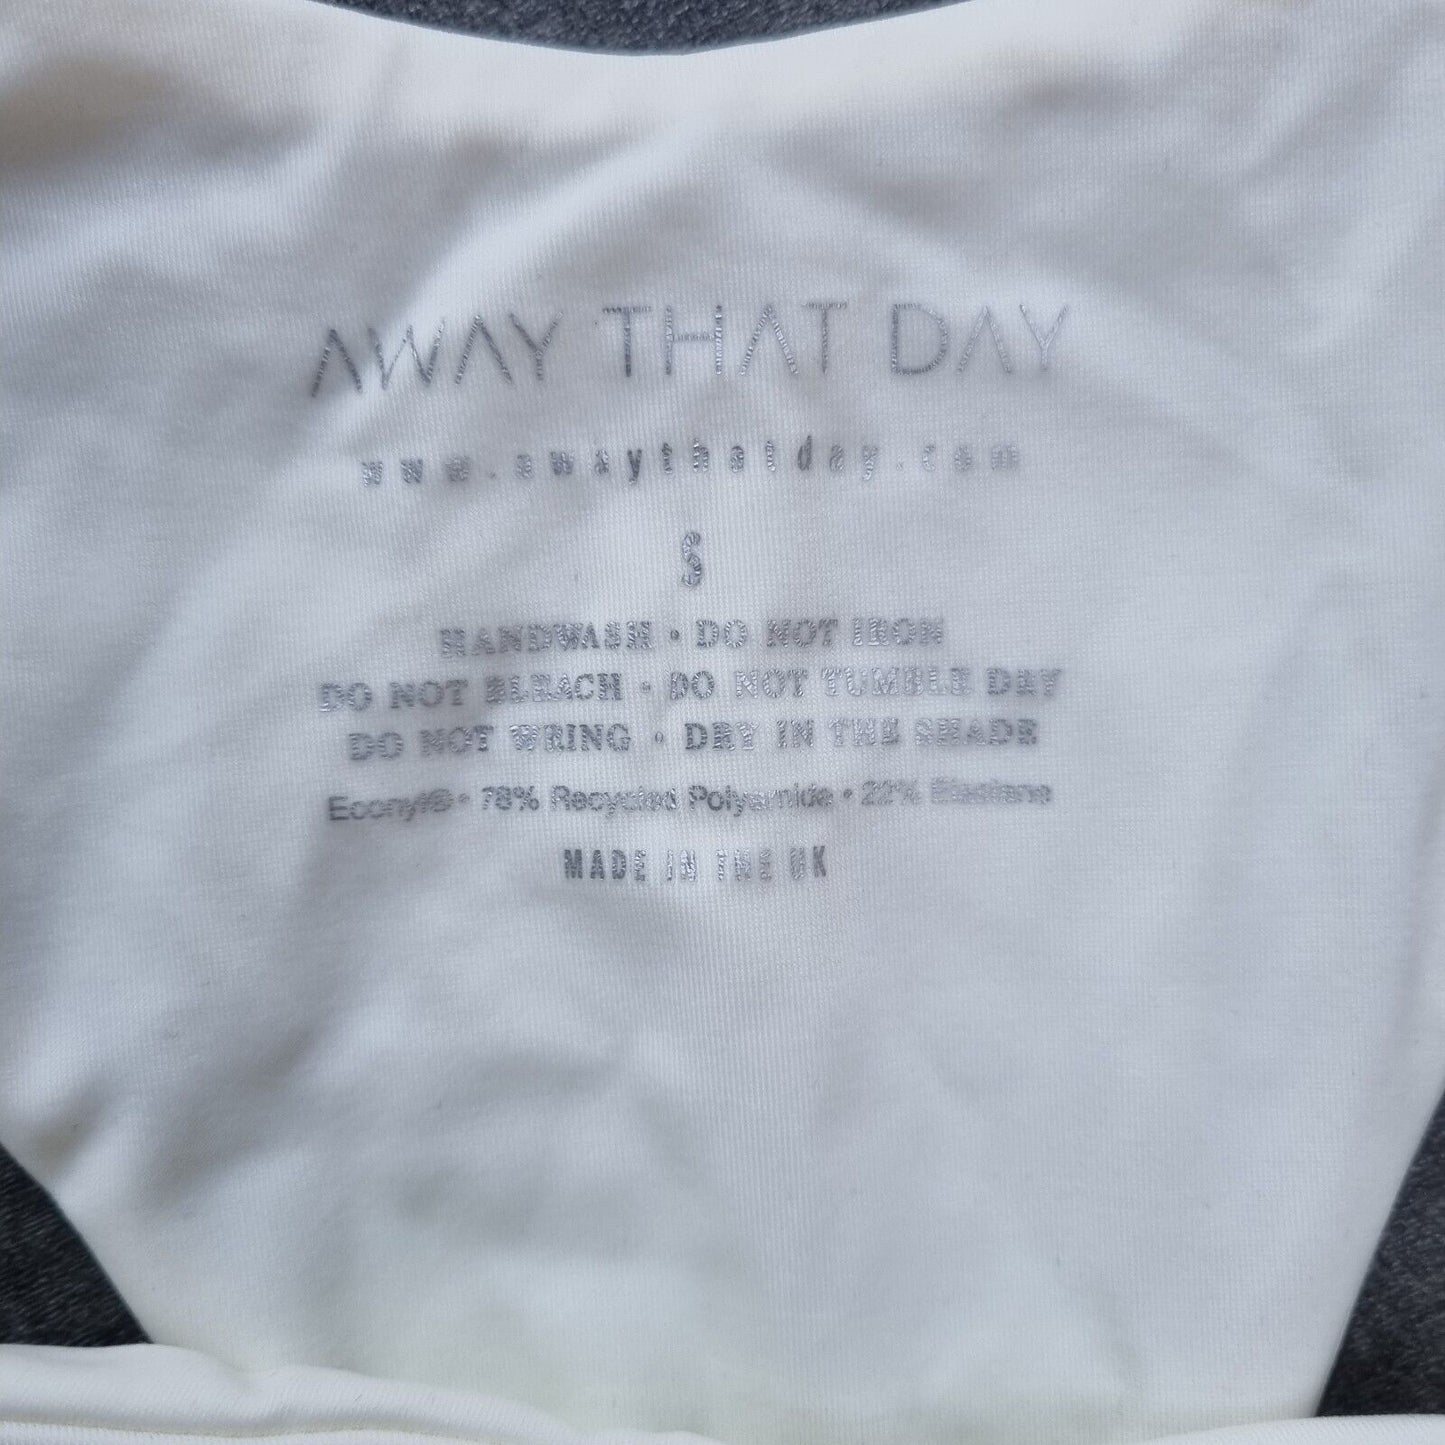 AWAY THAT DAY
www.awaythatday.com
S
HANDWASH • DO NOT IRON
DO NOT BLEACH • DO NOT TUMBLE DRY
DO NOT WRING • DRY IN THE SHADE
Econyl® • 78% Recycled Polyamide • 22% Elastane
MADE IN THE UK